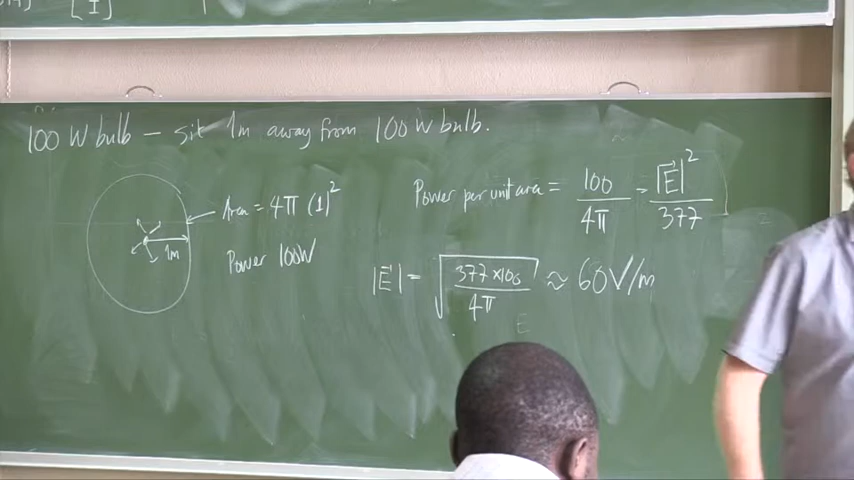 [I]
100 W bulb – sit 1m away from 100 W bulb.
Area = 4π (1)²
Power 100W
1m
Power per unit area = 100/4π = |E⃗|²/377
|E⃗| = √(377×100/4π) ≈ 60 V/m
E